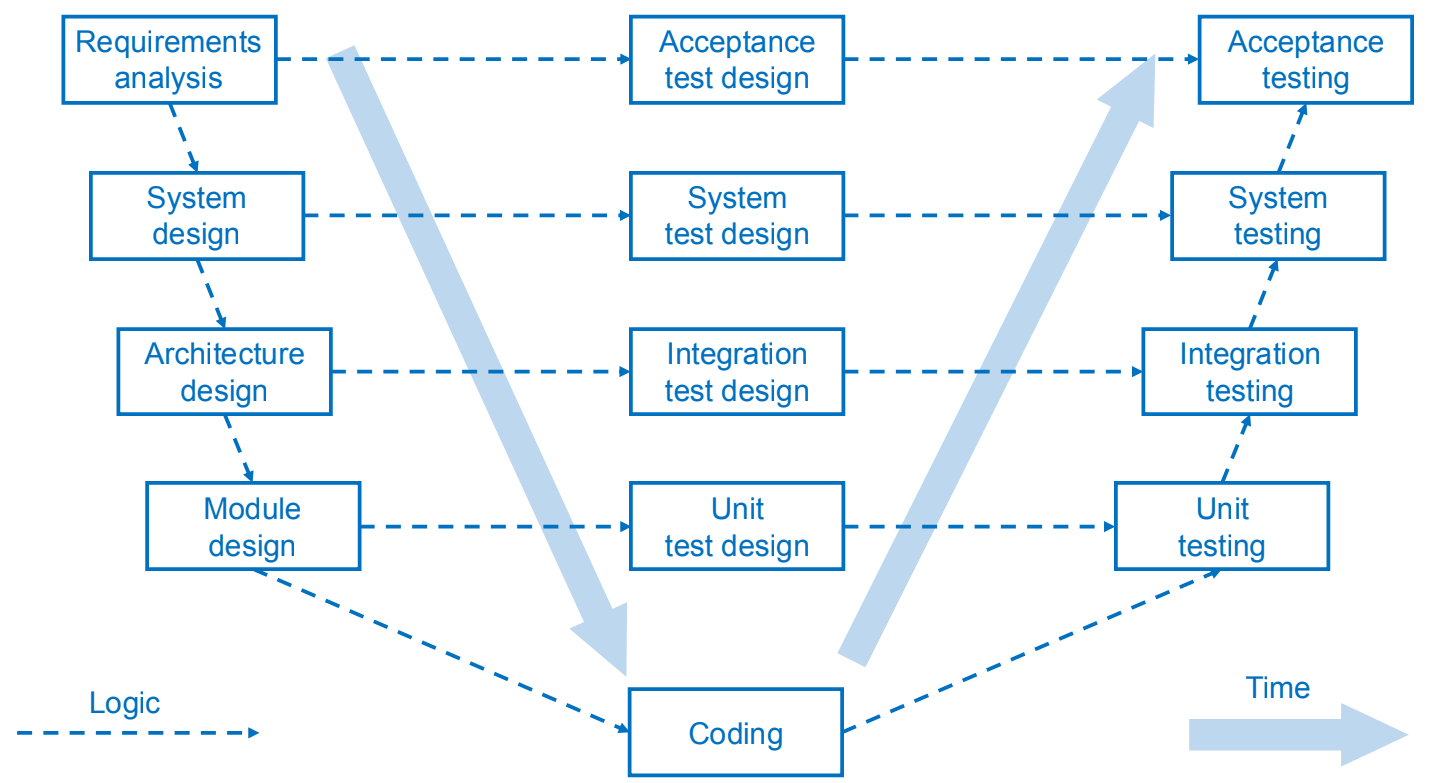 Requirements
analysis
Acceptance
test design
Acceptance
testing
System
design
System
test design
System
testing
Architecture
design
Integration
test design
Integration
testing
Module
design
Unit
test design
Unit
testing
Logic
Coding
Time